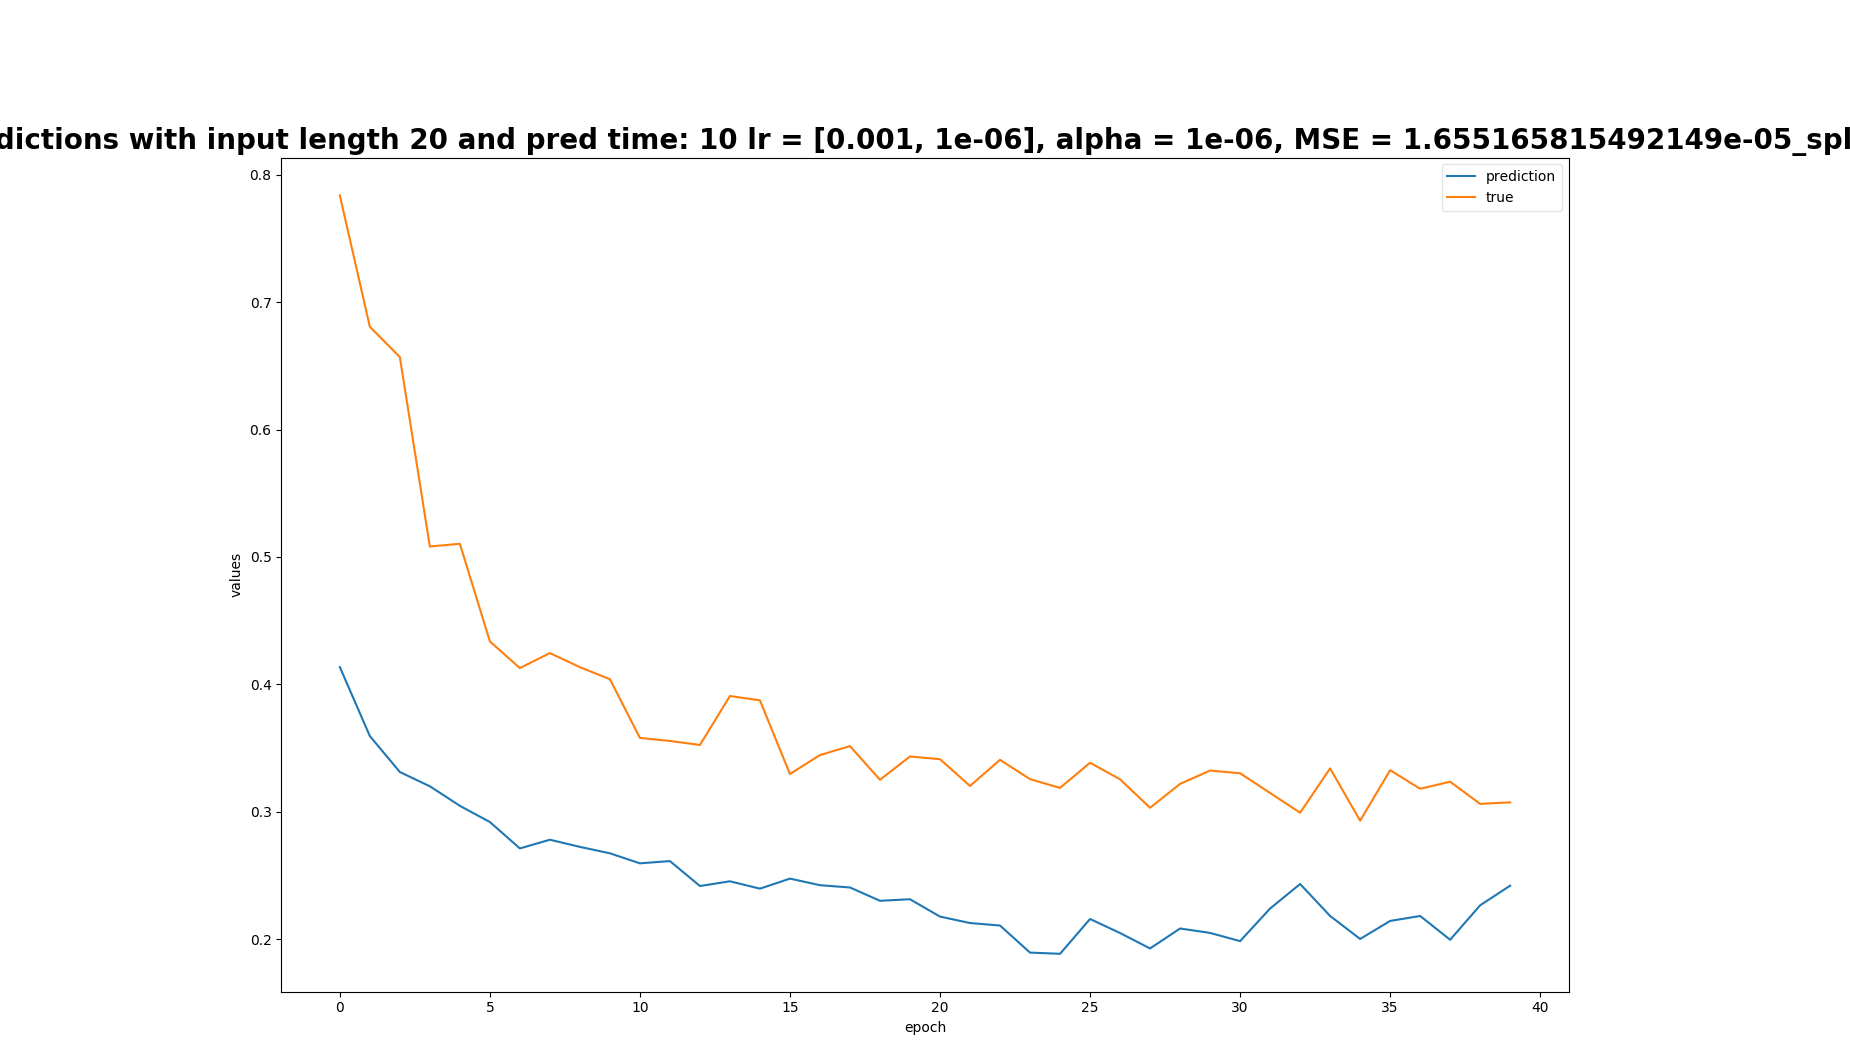 dictions with input length 20 and pred time: 10 lr = [0.001, 1e-06], alpha = 1e-06, MSE = 1.655165815492149e-05_spl
prediction
true
0.8
0.7
0.6
0.5
0.4
0.3
0.2
values
0 5 10 15 20 25 30 35 40
epoch